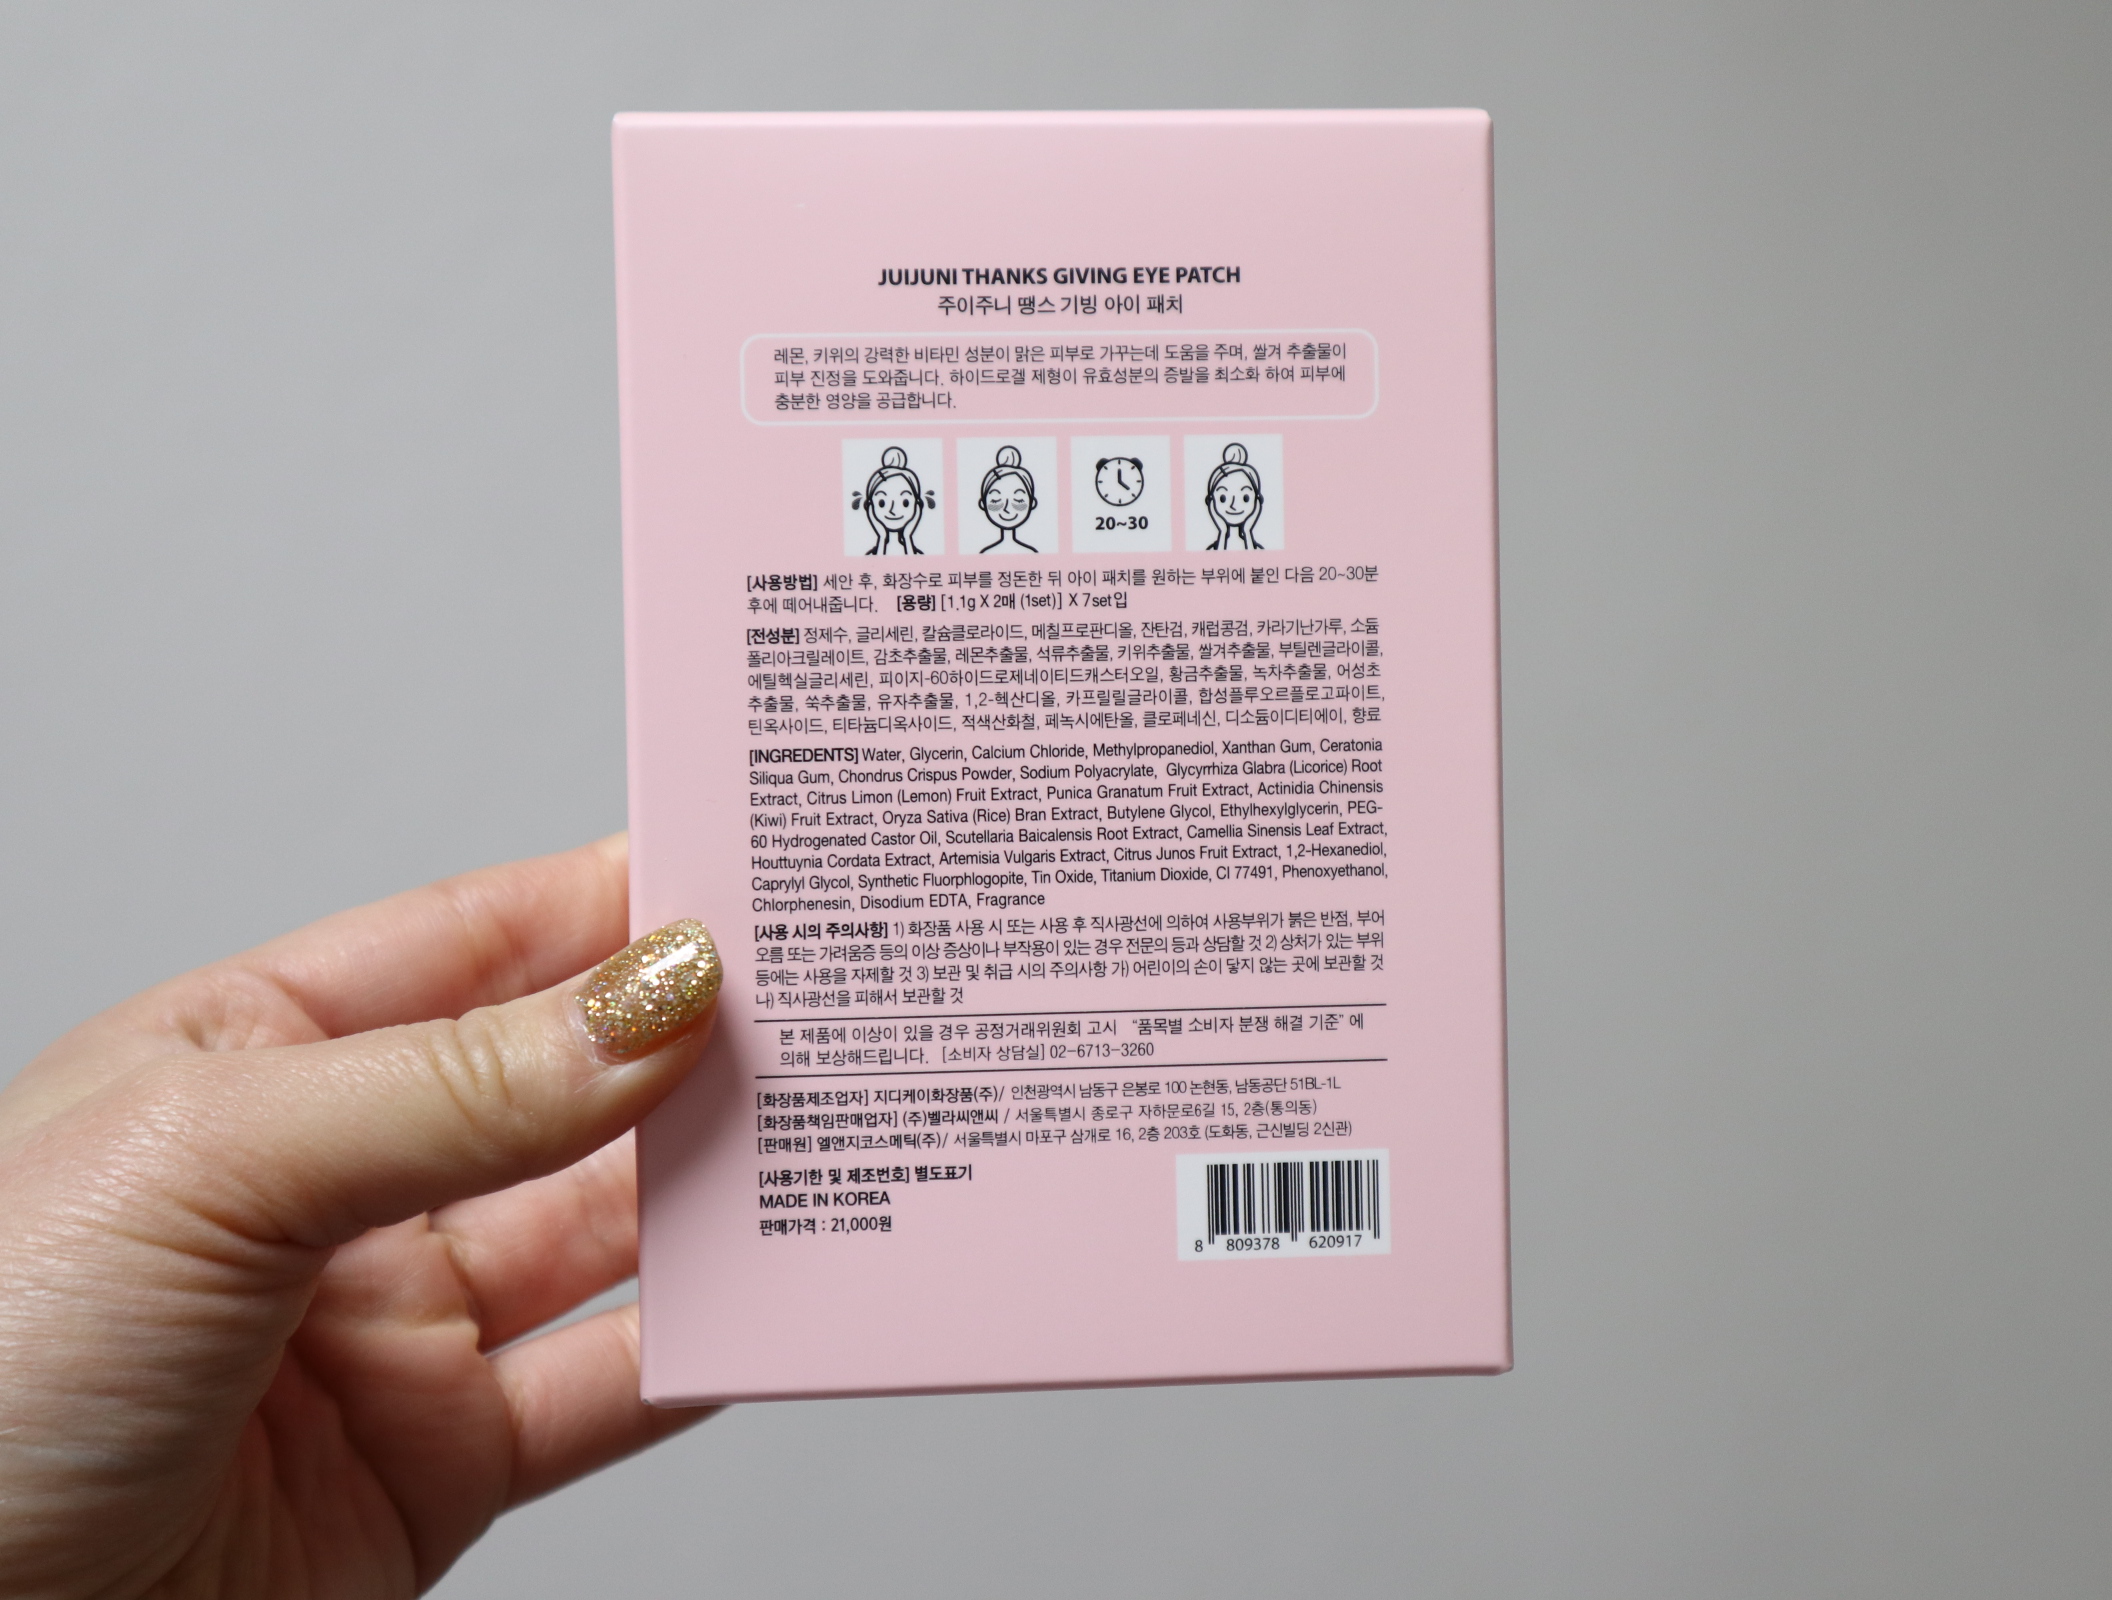 JUIJUNI THANKS GIVING EYE PATCH
주이주니 땡스 기빙 아이 패치
레몬, 키위의 강력한 비타민 성분이 맑은 피부로 가꾸는데 도움을 주며, 쌀겨 추출물이
피부 진정을 도와줍니다. 하이드로겔 제형이 유효성분의 증발을 최소화 하여 피부에
충분한 영양을 공급합니다.
20~30
[사용방법] 세안 후, 화장수로 피부를 정돈한 뒤 아이 패치를 원하는 부위에 붙인 다음 20~30분
후에 떼어내줍니다. [용량] [1.1g X 2매 (1set)] X 7set입
[전성분] 정제수, 글리세린, 칼슘클로라이드, 메칠프로판디올, 잔탄검, 캐럽콩검, 카라기난가루, 소듐
폴리아크릴레이트, 감초추출물, 레몬추출물, 석류추출물, 키위추출물, 쌀겨추출물, 부틸렌글라이콜,
에틸헥실글리세린, 피이지-60하이드로제네이티드캐스터오일, 황금추출물, 녹차추출물, 어성초
추출물, 쑥추출물, 유자추출물, 1,2-헥산디올, 카프릴릴글라이콜, 합성플루오르플로고파이트,
틴옥사이드, 티타늄디옥사이드, 적색산화철, 페녹시에탄올, 클로페네신, 디소듐이디티에이, 향료
[INGREDENTS] Water, Glycerin, Calcium Chloride, Methylpropanediol, Xanthan Gum, Ceratonia
Siliqua Gum, Chondrus Crispus Powder, Sodium Polyacrylate, Glycyrrhiza Glabra (Licorice) Root
Extract, Citrus Limon (Lemon) Fruit Extract, Punica Granatum Fruit Extract, Actinidia Chinensis
(Kiwi) Fruit Extract, Oryza Sativa (Rice) Bran Extract, Butylene Glycol, Ethylhexylglycerin, PEG-
60 Hydrogenated Castor Oil, Scutellaria Baicalensis Root Extract, Camellia Sinensis Leaf Extract,
Houttuynia Cordata Extract, Artemisia Vulgaris Extract, Citrus Junos Fruit Extract, 1,2-Hexanediol,
Caprylyl Glycol, Synthetic Fluorphlogopite, Tin Oxide, Titanium Dioxide, CI 77491, Phenoxyethanol,
Chlorphenesin, Disodium EDTA, Fragrance
[사용 시의 주의사항] 1) 화장품 사용 시 또는 사용 후 직사광선에 의하여 사용부위가 붉은 반점, 부어
오름 또는 가려움증 등의 이상 증상이나 부작용이 있는 경우 전문의 등과 상담할 것 2) 상처가 있는 부위
등에는 사용을 자제할 것 3) 보관 및 취급 시의 주의사항 가) 어린이의 손이 닿지 않는 곳에 보관할 것
나) 직사광선을 피해서 보관할 것
본 제품에 이상이 있을 경우 공정거래위원회 고시 “품목별 소비자 분쟁 해결 기준” 에
의해 보상해드립니다. [소비자 상담실] 02-6713-3260
[화장품제조업자] 지디케이화장품(주)/ 인천광역시 남동구 은봉로 100 논현동, 남동공단 51BL-1L
[화장품책임판매업자] (주)벨라씨앤씨 / 서울특별시 종로구 자하문로6길 15, 2층(통의동)
[판매원] 엘앤지코스메틱(주)/ 서울특별시 마포구 삼개로 16, 2층 203호 (도화동, 근신빌딩 2신관)
[사용기한 및 제조번호] 별도표기
MADE IN KOREA
판매가격 : 21,000원
8 809378 620917